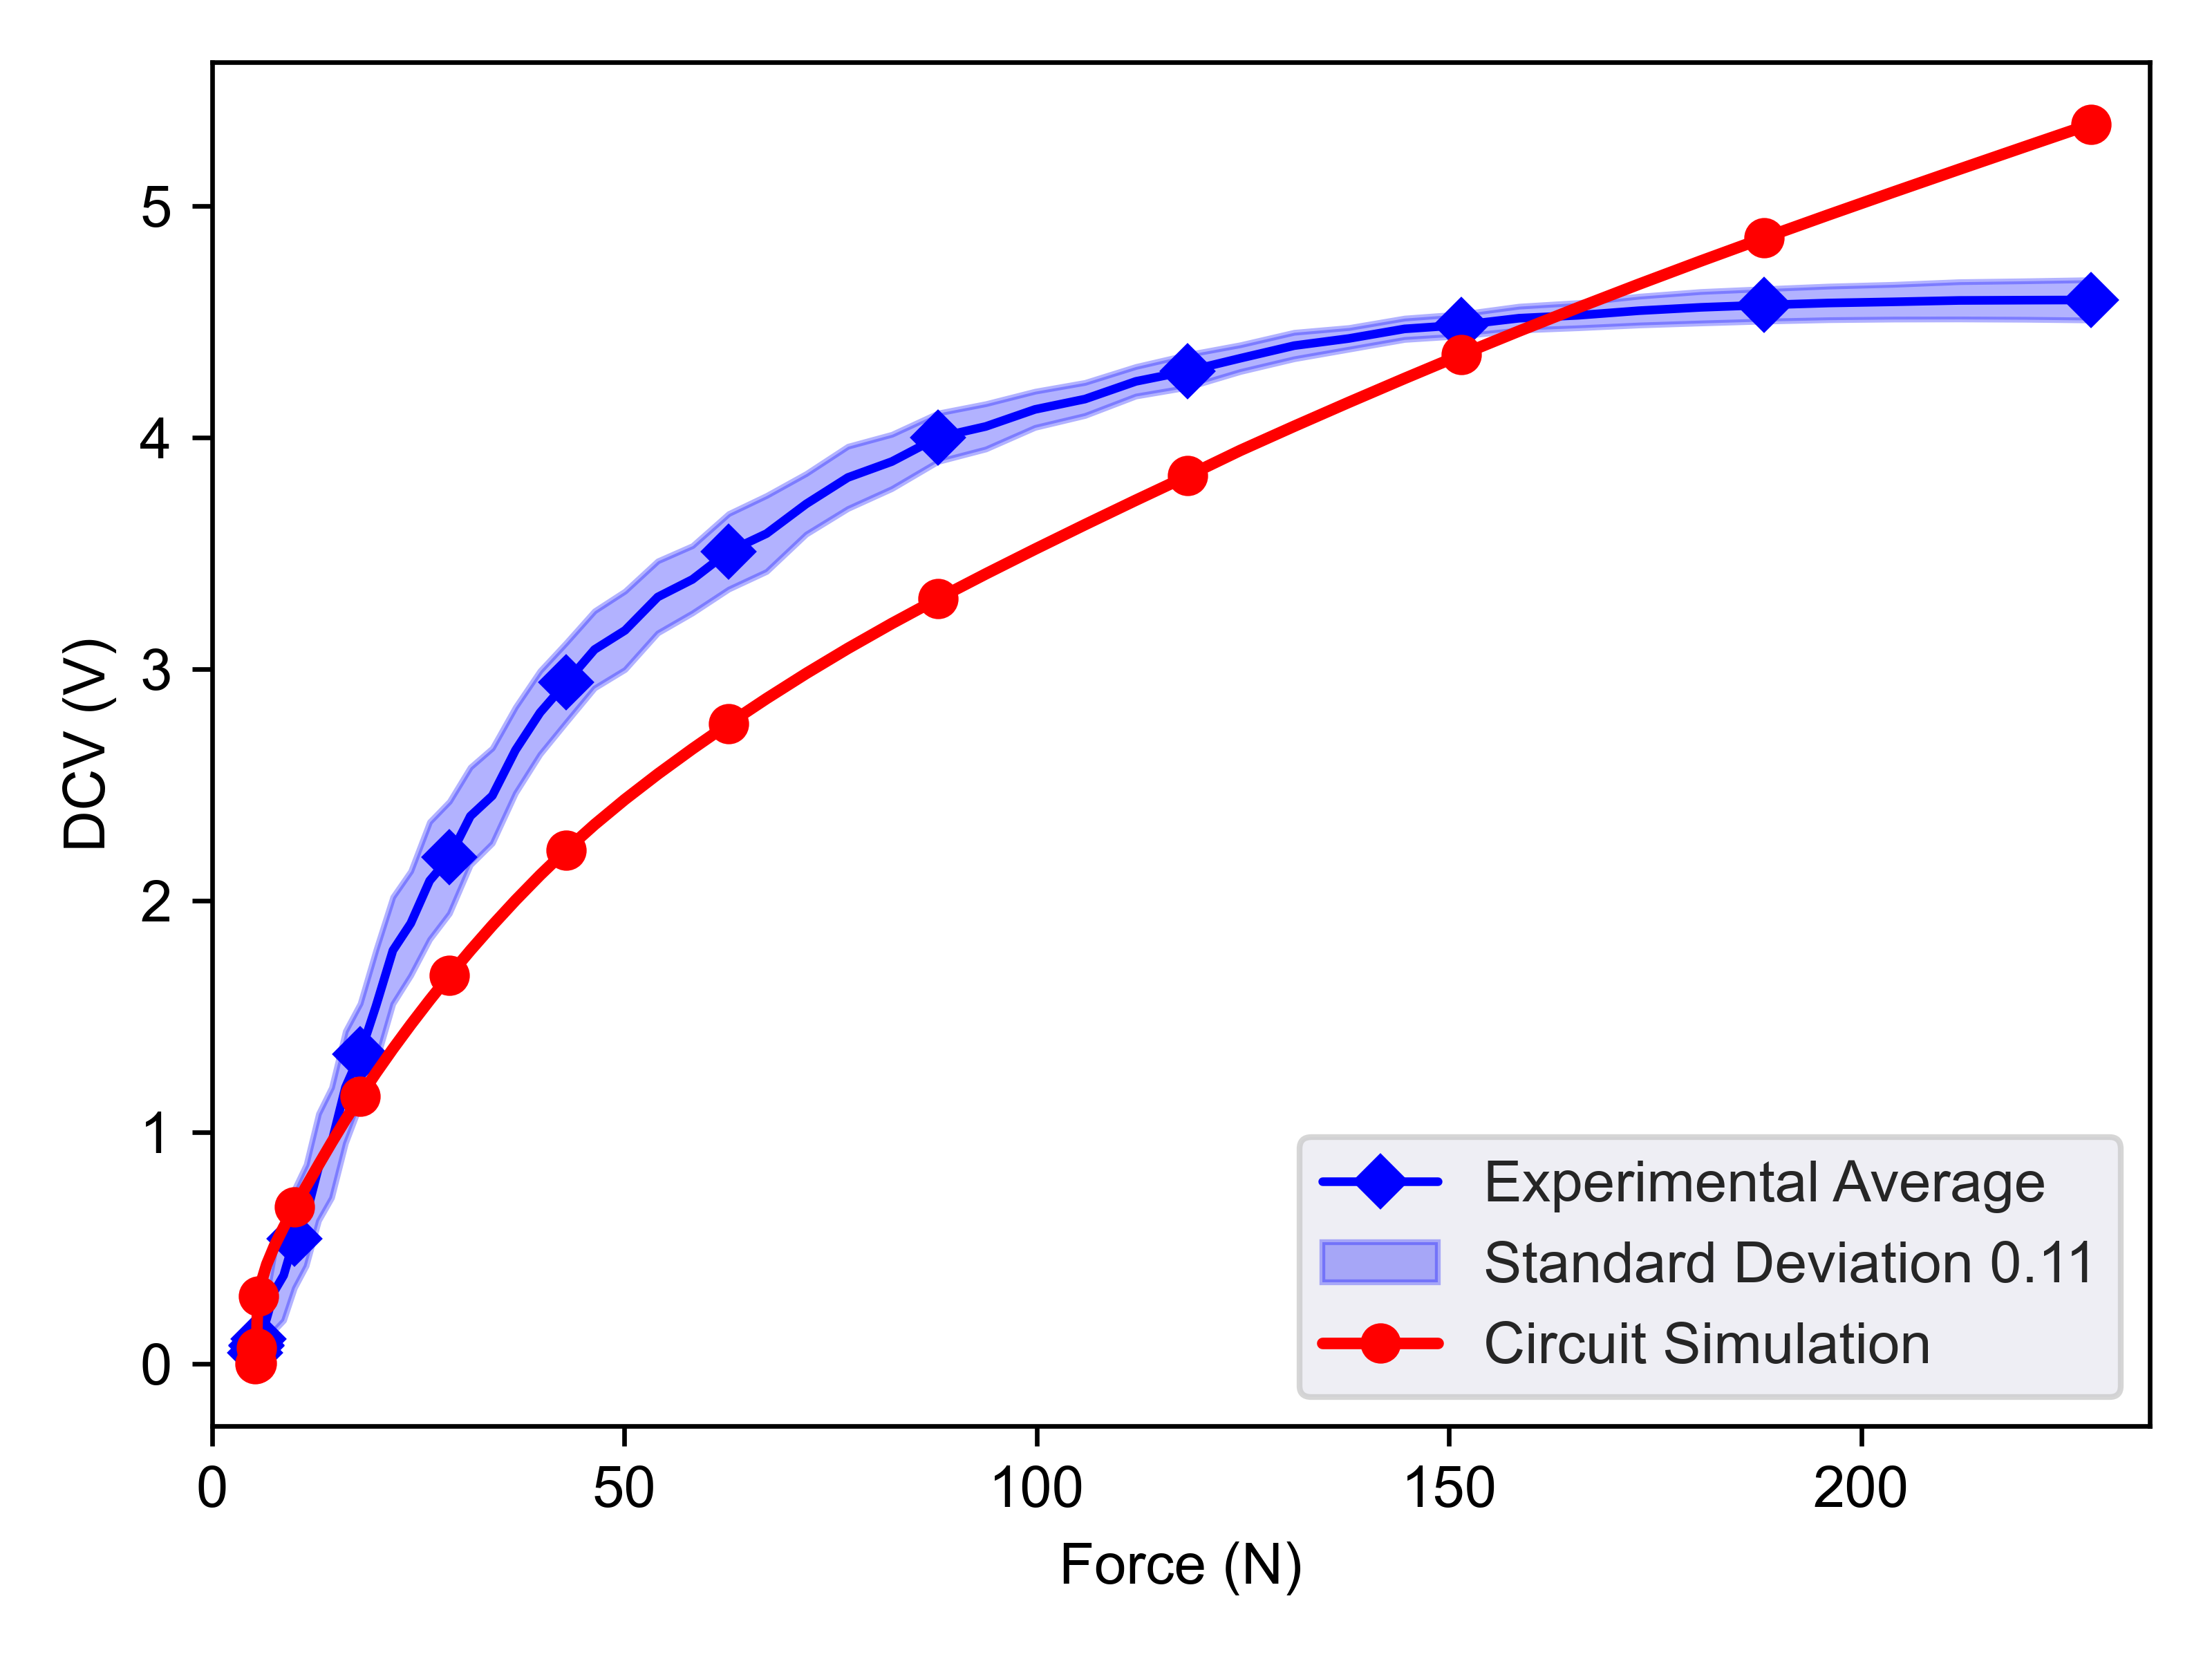 5
4
3
2
1
0
DCV (V)
0 50 100 150 200
Force (N)
Experimental Average
Standard Deviation 0.11
Circuit Simulation